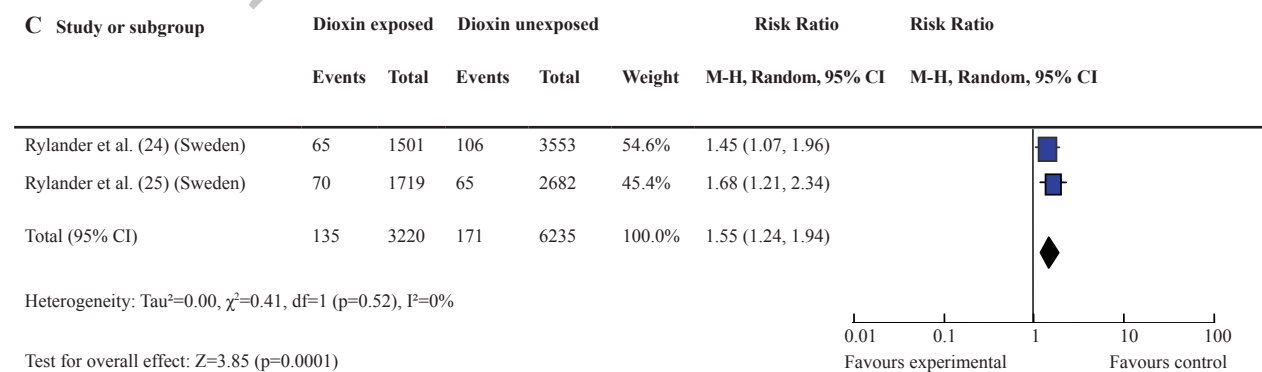 C Study or subgroup Dioxin exposed Dioxin unexposed Risk Ratio Risk Ratio
Events Total Events Total Weight M-H, Random, 95% CI M-H, Random, 95% CI
Rylander et al. (24) (Sweden) 65 1501 106 3553 54.6% 1.45 (1.07, 1.96)
Rylander et al. (25) (Sweden) 70 1719 65 2682 45.4% 1.68 (1.21, 2.34)
Total (95% CI) 135 3220 171 6235 100.0% 1.55 (1.24, 1.94)
Heterogeneity: Tau²=0.00, χ²=0.41, df=1 (p=0.52), I²=0%
0.01 0.1 1 10 100
Test for overall effect: Z=3.85 (p=0.0001) Favours experimental Favours control